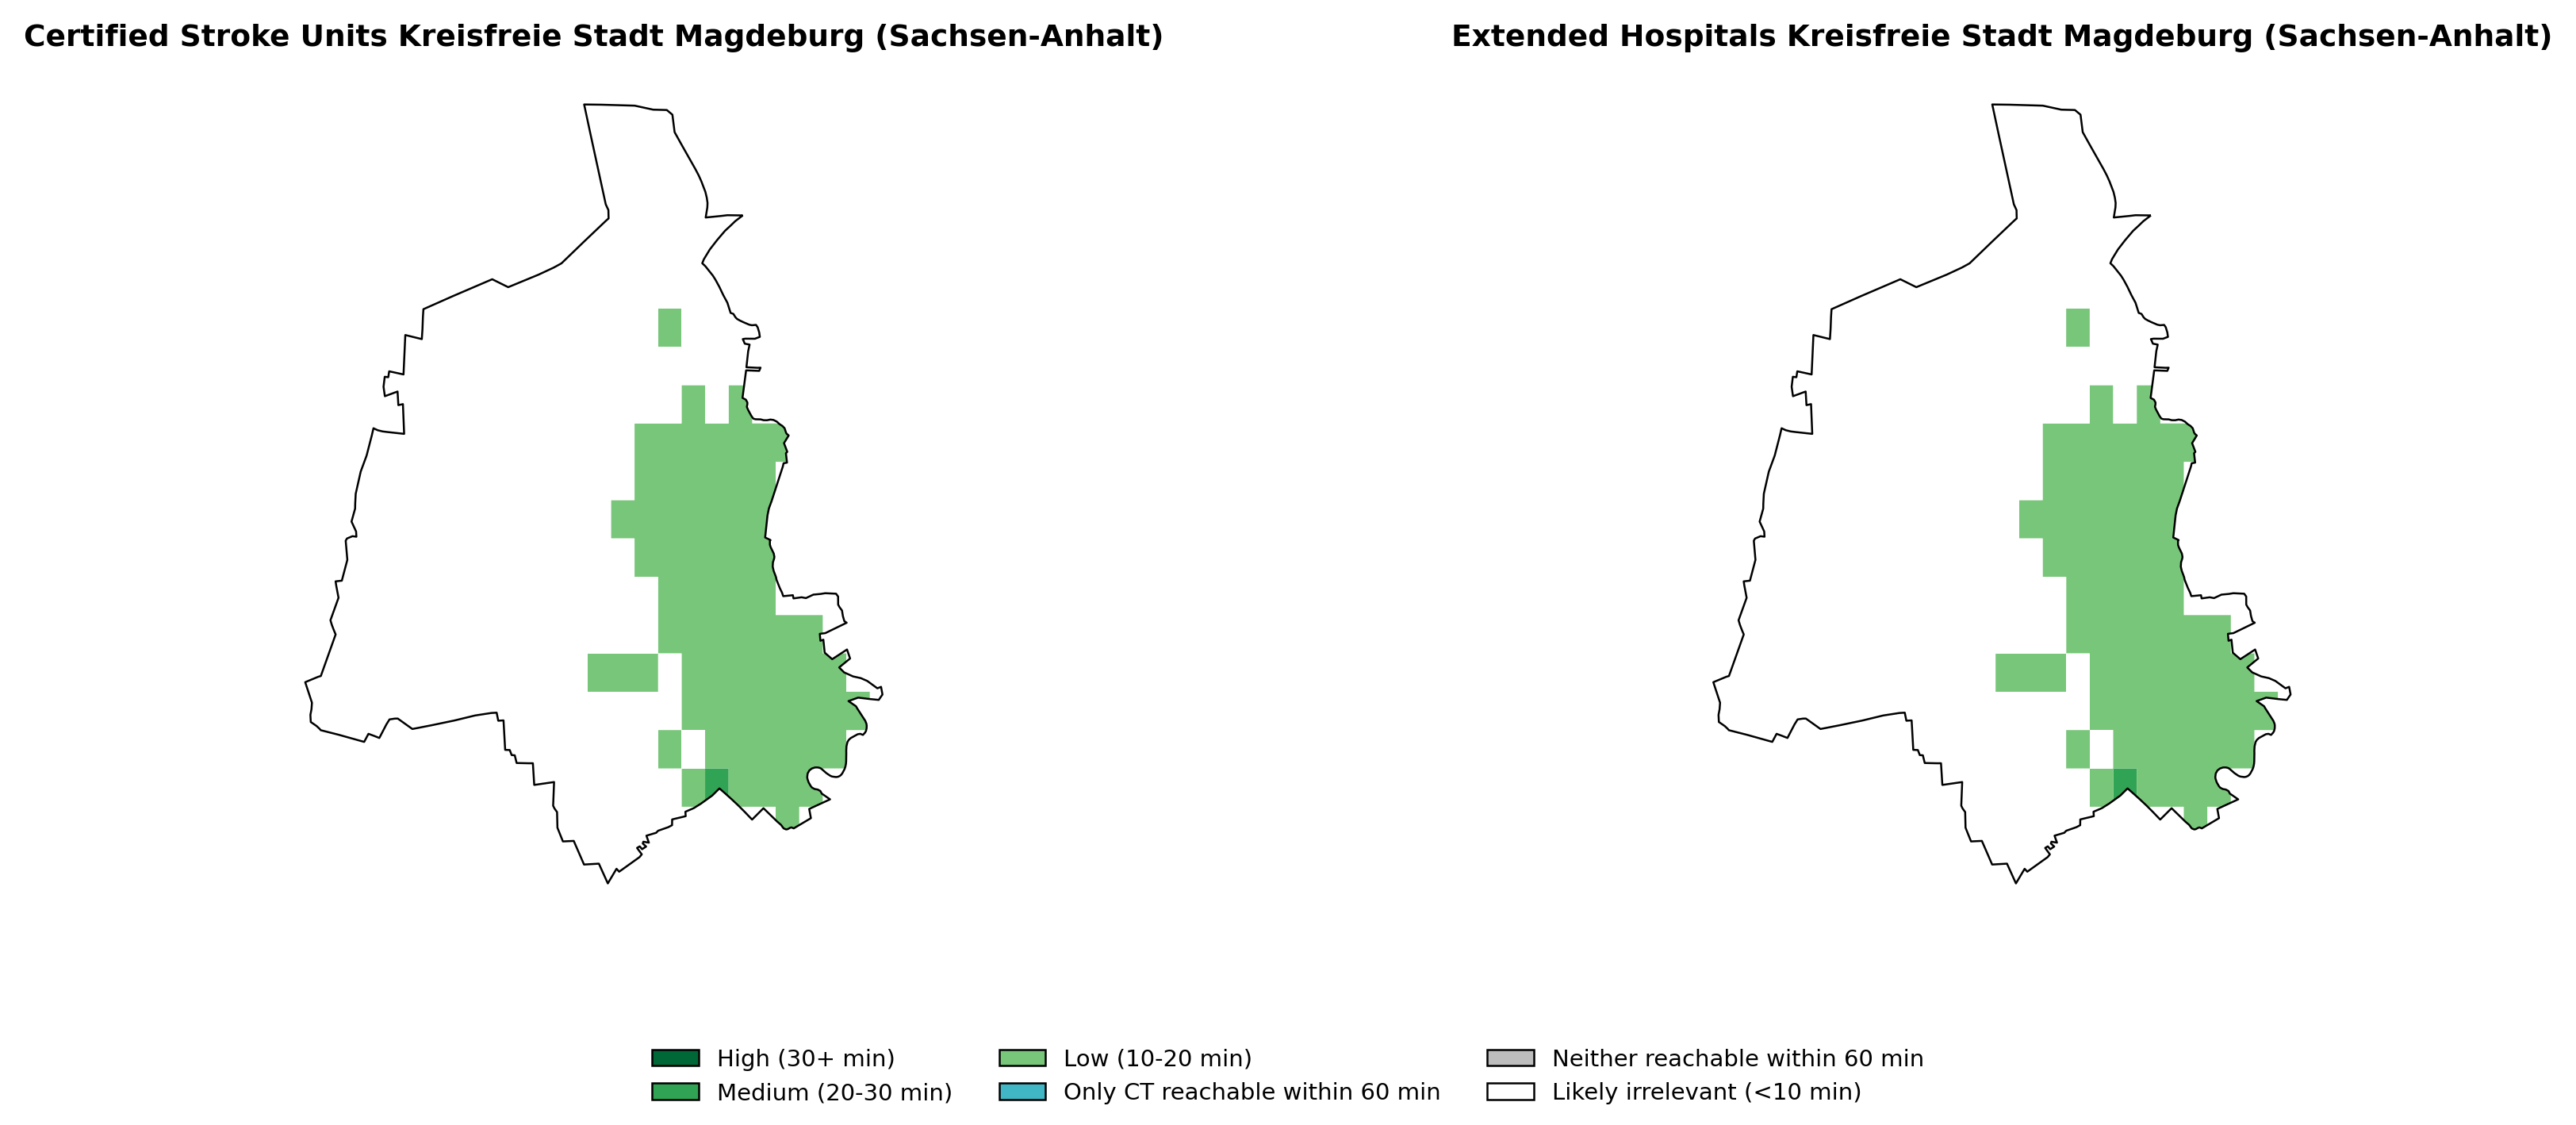 Certified Stroke Units Kreisfreie Stadt Magdeburg (Sachsen-Anhalt)
Extended Hospitals Kreisfreie Stadt Magdeburg (Sachsen-Anhalt)
High (30+ min)
Medium (20-30 min)
Low (10-20 min)
Only CT reachable within 60 min
Neither reachable within 60 min
Likely irrelevant (<10 min)